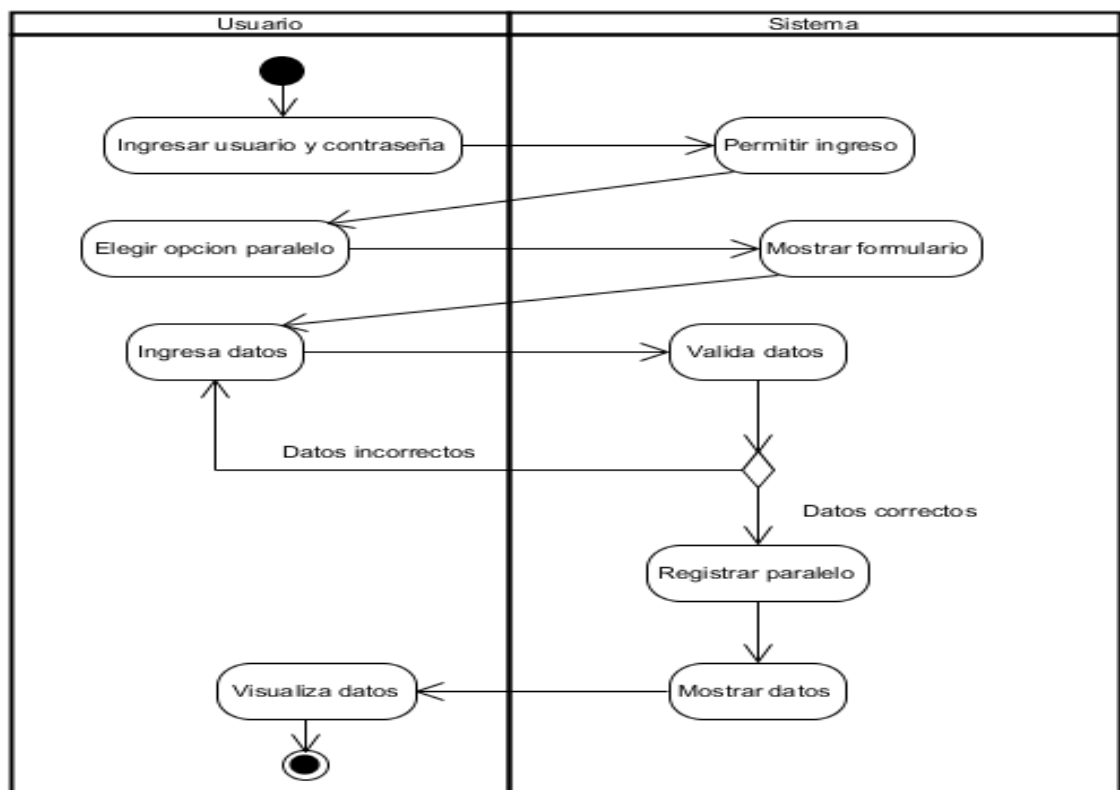 Usuario
Sistema
Ingresar usuario y contraseña
Permitir ingreso
Elegir opcion paralelo
Mostrar formulario
Ingresa datos
Valida datos
Datos incorrectos
Datos correctos
Registrar paralelo
Visualiza datos
Mostrar datos